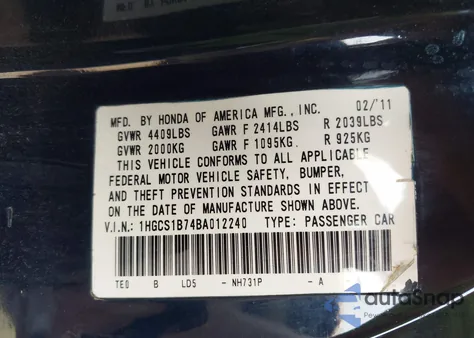 MFD. BY HONDA OF AMERICA MFG., INC. 02/'11
GVWR 4409LBS GAWR F 2414LBS R 2039LBS
GVWR 2000KG GAWR F 1095KG R 925KG
THIS VEHICLE CONFORMS TO ALL APPLICABLE
FEDERAL MOTOR VEHICLE SAFETY, BUMPER,
AND THEFT PREVENTION STANDARDS IN EFFECT
ON THE DATE OF MANUFACTURE SHOWN ABOVE.
V.I.N.: 1HGCS1B74BA012240 TYPE: PASSENGER CAR
TE0 B LDS - NH731P - A
autoSnap